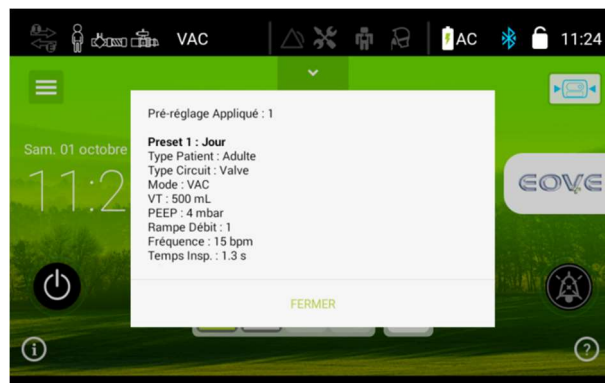 VAC
AC
11:24
Pré-réglage Appliqué : 1
Preset 1 : Jour
Type Patient : Adulte
Type Circuit : Valve
Mode : VAC
VT : 500 mL
PEEP : 4 mbar
Rampe Débit : 1
Fréquence : 15 bpm
Temps Insp. : 1.3 s
FERMER
Sam. 01 octobre
11:2
EOVE